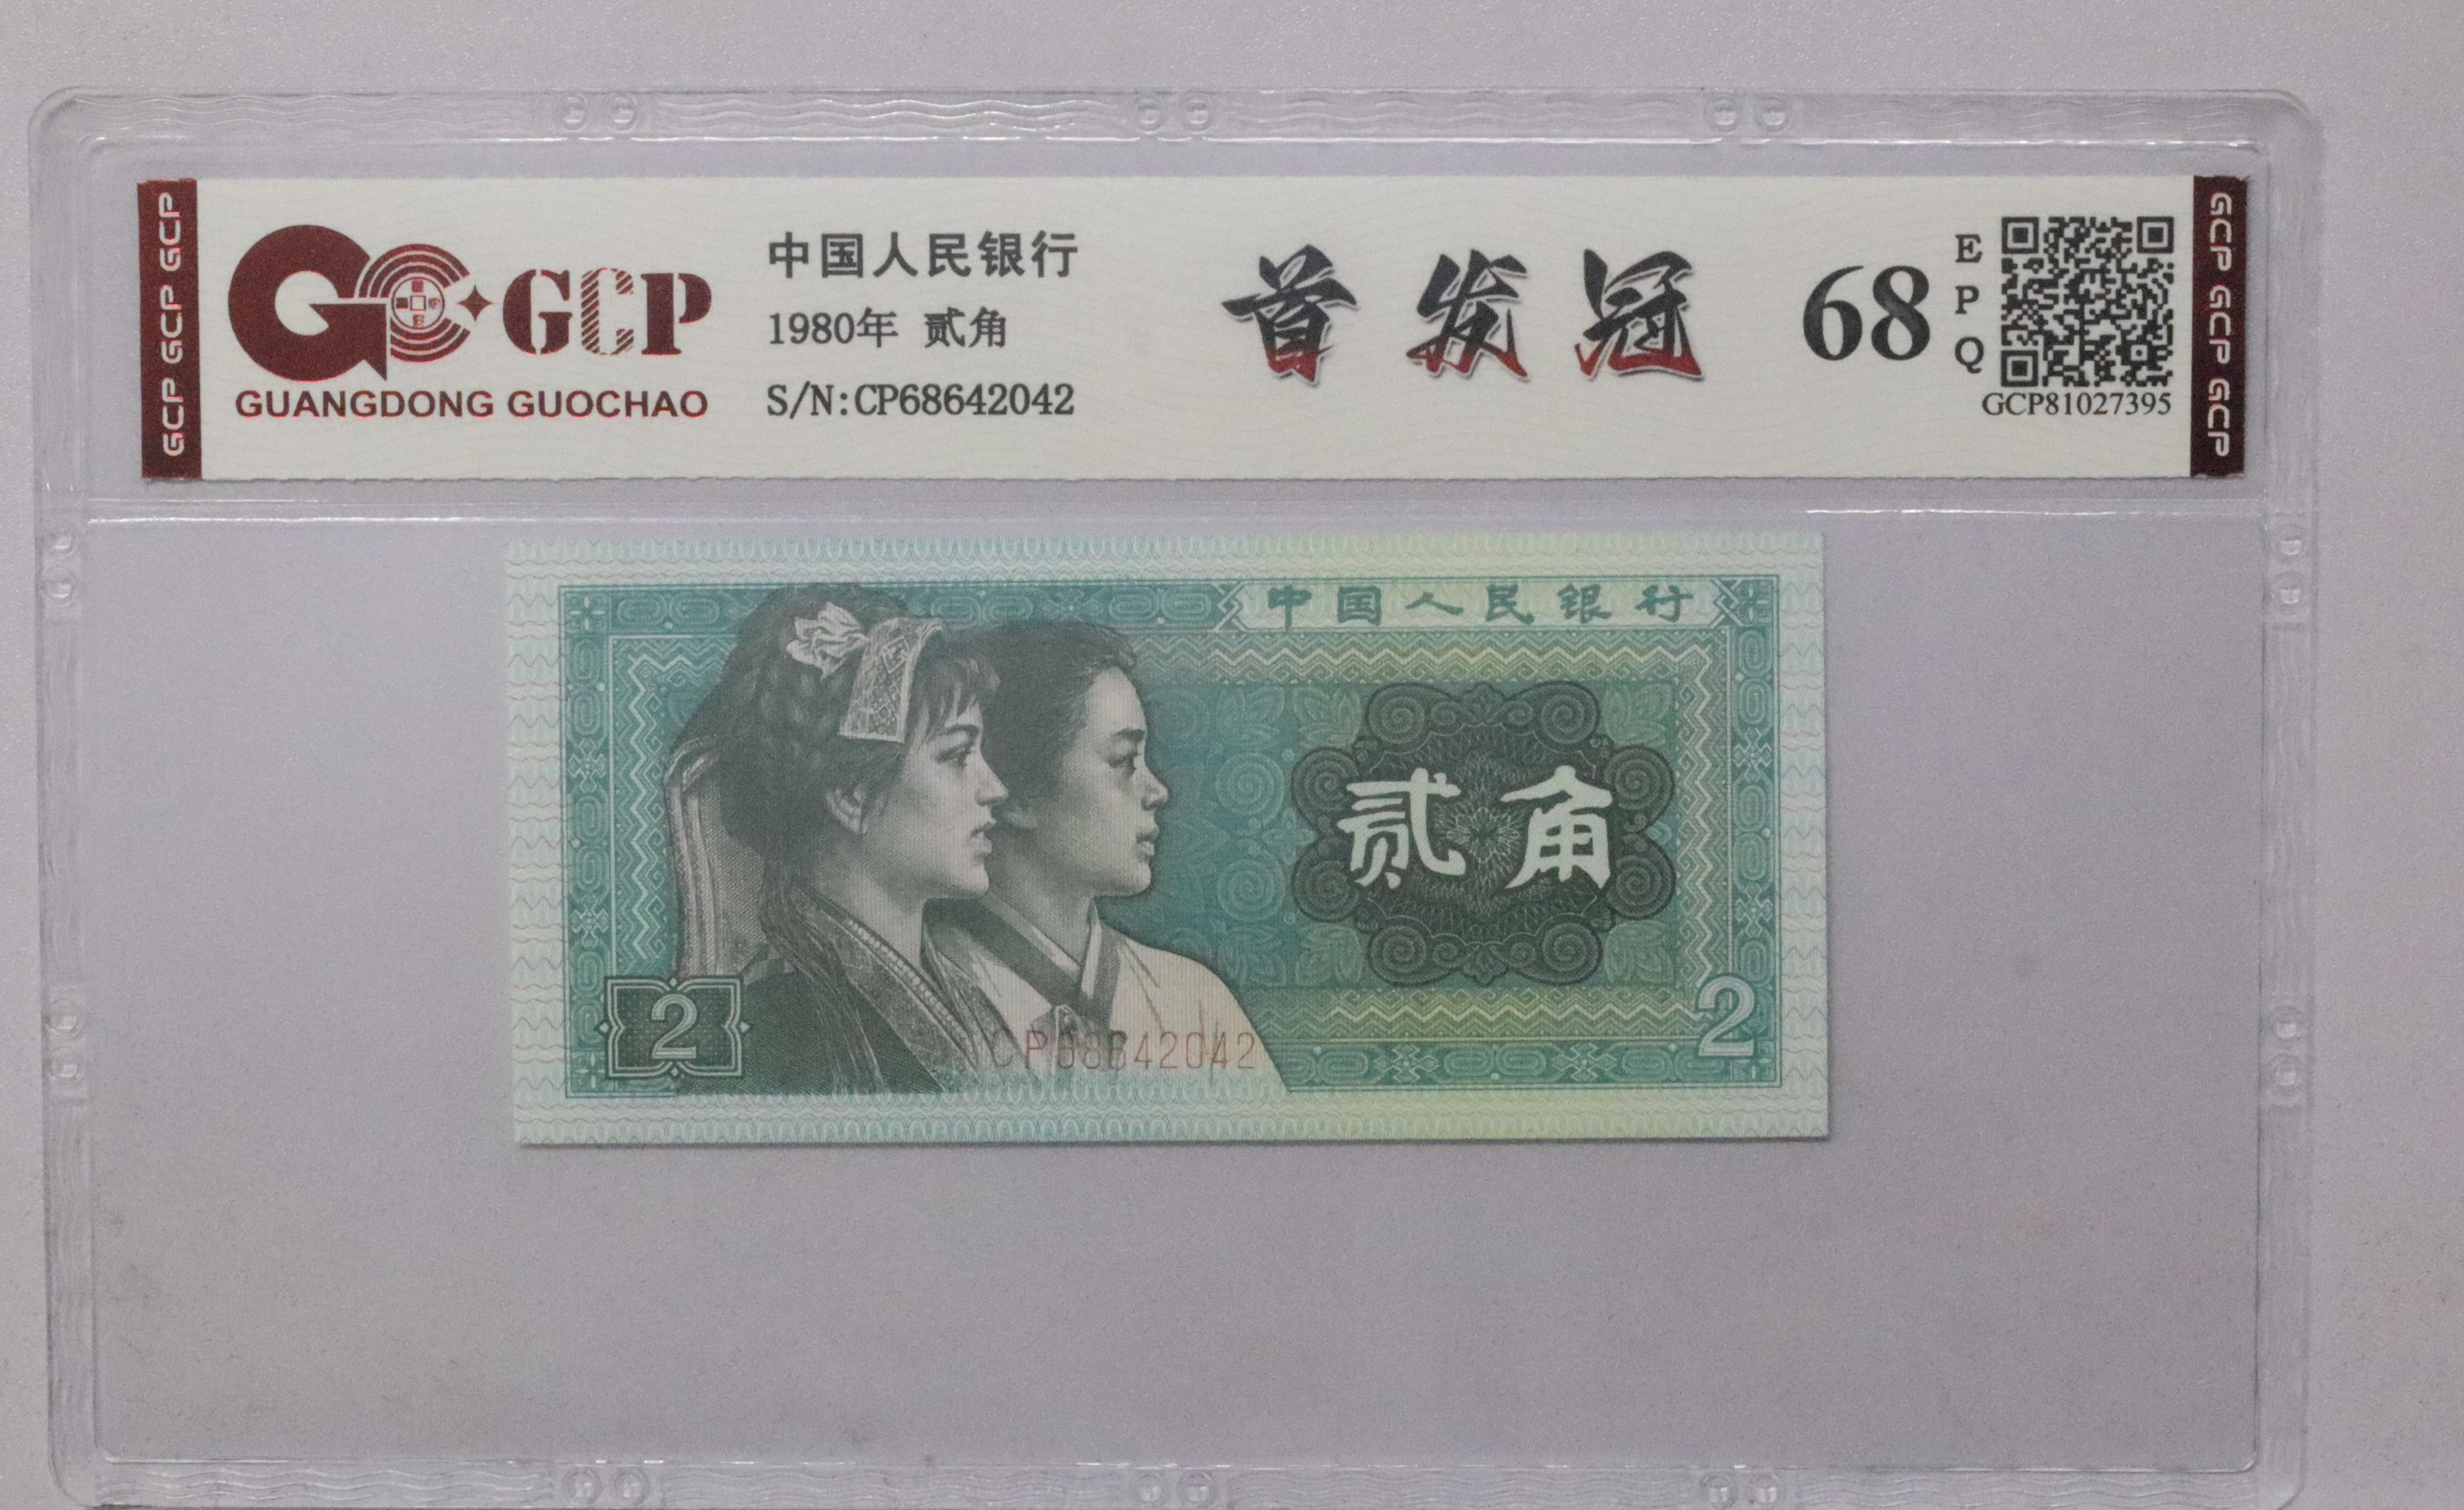 GCP GCP GCP
GCP
GUANGDONG GUOCHAO
中国人民银行
1980年 贰角
S/N:CP68642042
首发冠
68
EPQ
GCP81027395
GCP GCP GCP
中国人民银行
贰角
2
CP68642042
2